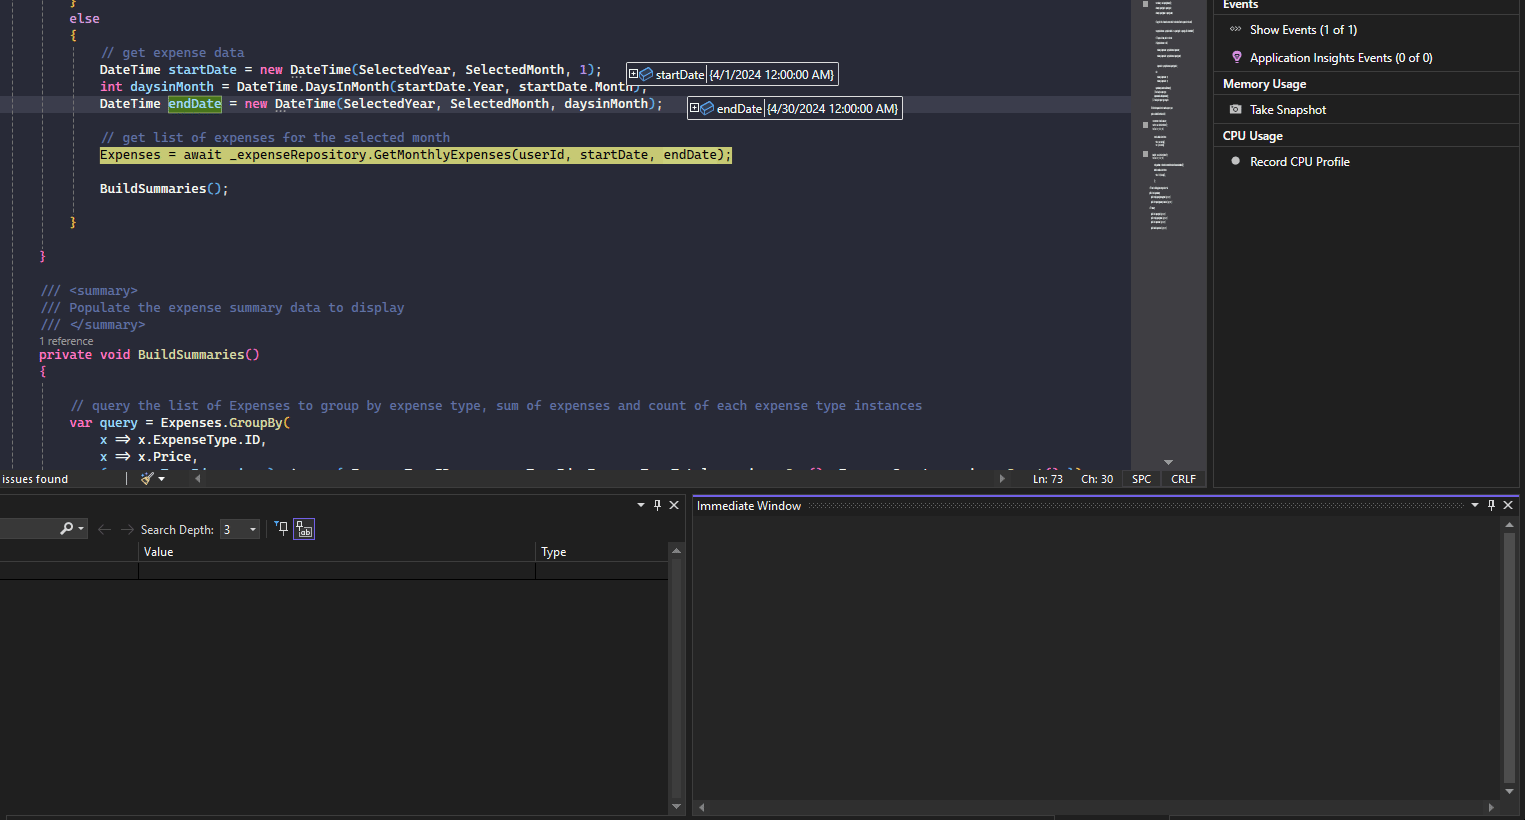 }
else
{
// get expense data
DateTime startDate = new DateTime(SelectedYear, SelectedMonth, 1);
startDate {4/1/2024 12:00:00 AM}
int daysinMonth = DateTime.DaysInMonth(startDate.Year, startDate.Month);
DateTime endDate = new DateTime(SelectedYear, SelectedMonth, daysinMonth);
endDate {4/30/2024 12:00:00 AM}
// get list of expenses for the selected month
Expenses = await _expenseRepository.GetMonthlyExpenses(userId, startDate, endDate);
BuildSummaries();
}
}
/// <summary>
/// Populate the expense summary data to display
/// </summary>
1 reference
private void BuildSummaries()
{
// query the list of Expenses to group by expense type, sum of expenses and count of each expense type instances
var query = Expenses.GroupBy(
x => x.ExpenseType.ID,
x => x.Price,
issues found
Ln: 73 Ch: 30 SPC CRLF
Events
Show Events (1 of 1)
Application Insights Events (0 of 0)
Memory Usage
Take Snapshot
CPU Usage
Record CPU Profile
Search Depth: 3
Value Type
Immediate Window